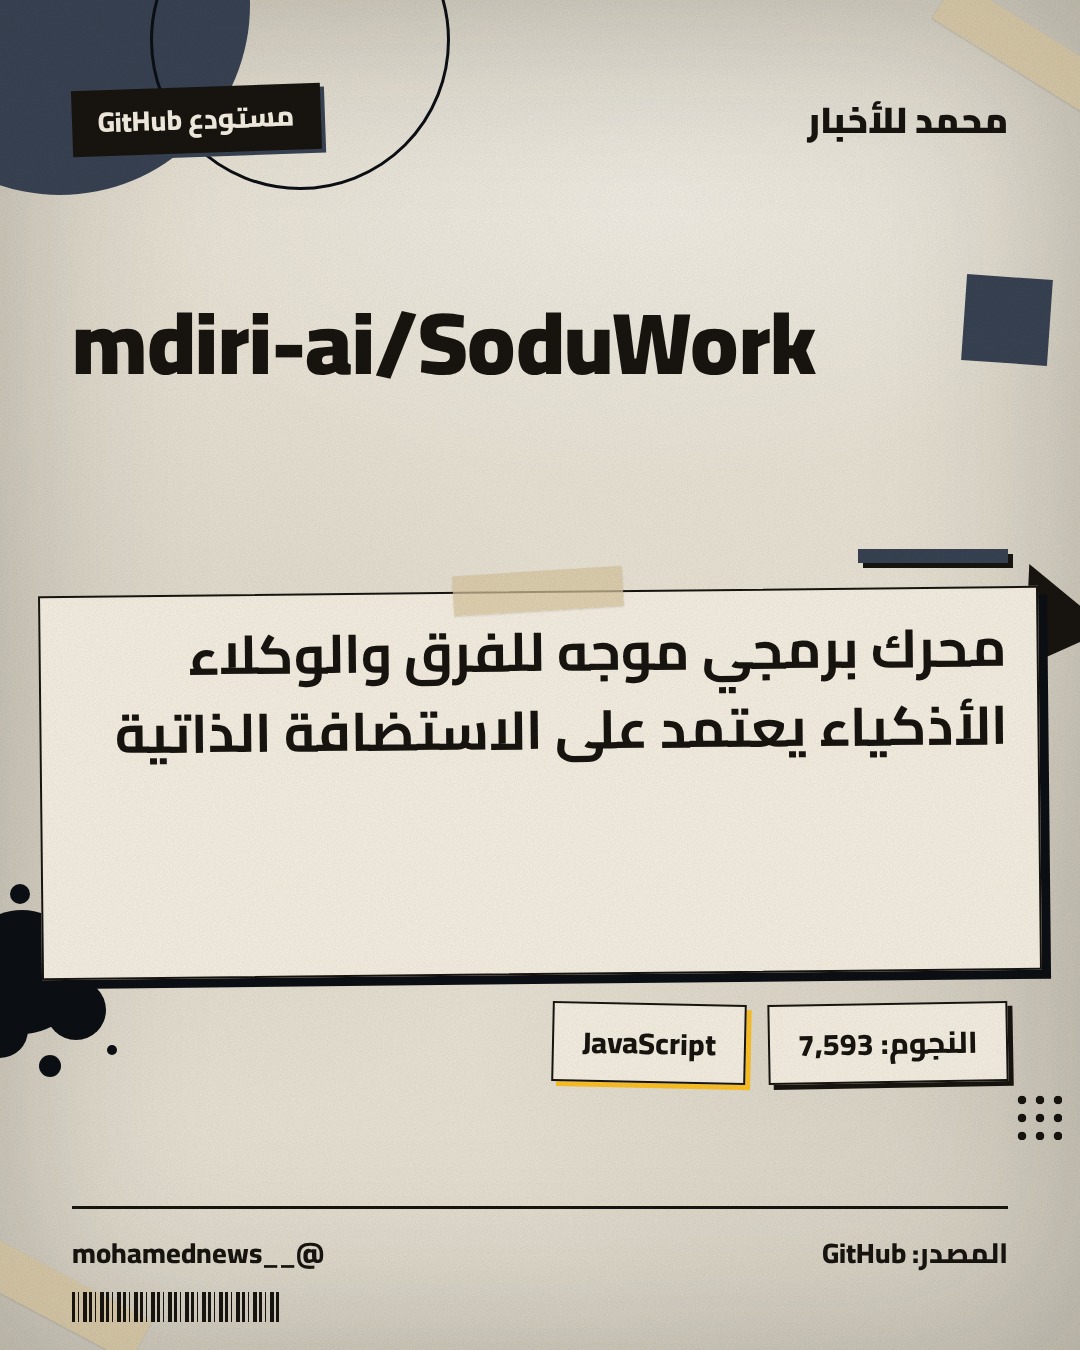 محمد للأخبار
مستودع GitHub
mdiri-ai/SoduWork
محرك برمجي موجه للفرق والوكلاء
الأذكياء يعتمد على الاستضافة الذاتية
النجوم: 7,593
JavaScript
المصدر: GitHub
mohamednews__@